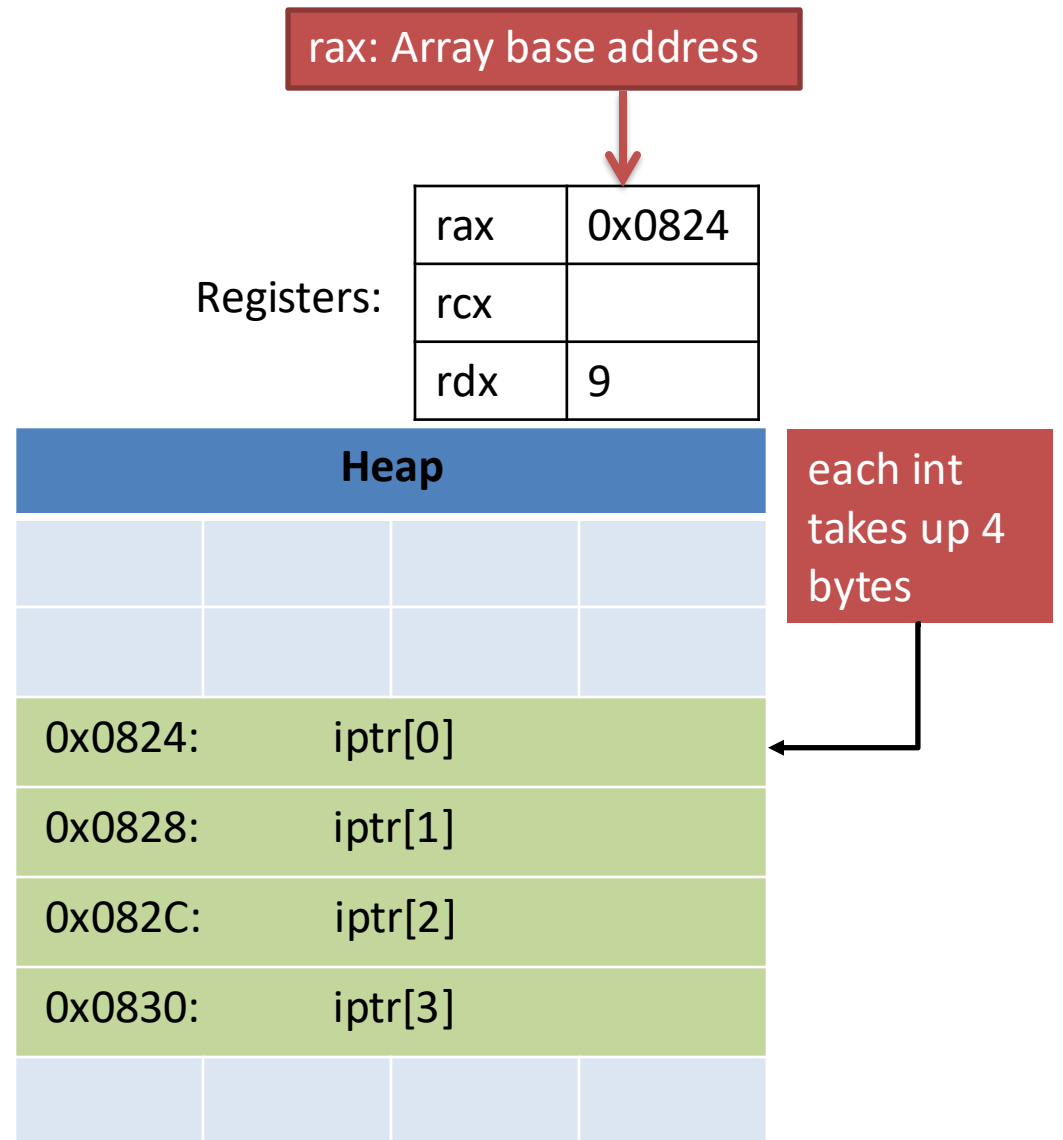 rax: Array base address
rax 0x0824
Registers: rcx
rdx 9
Heap
each int
takes up 4
bytes
0x0824: iptr[0]
0x0828: iptr[1]
0x082C: iptr[2]
0x0830: iptr[3]